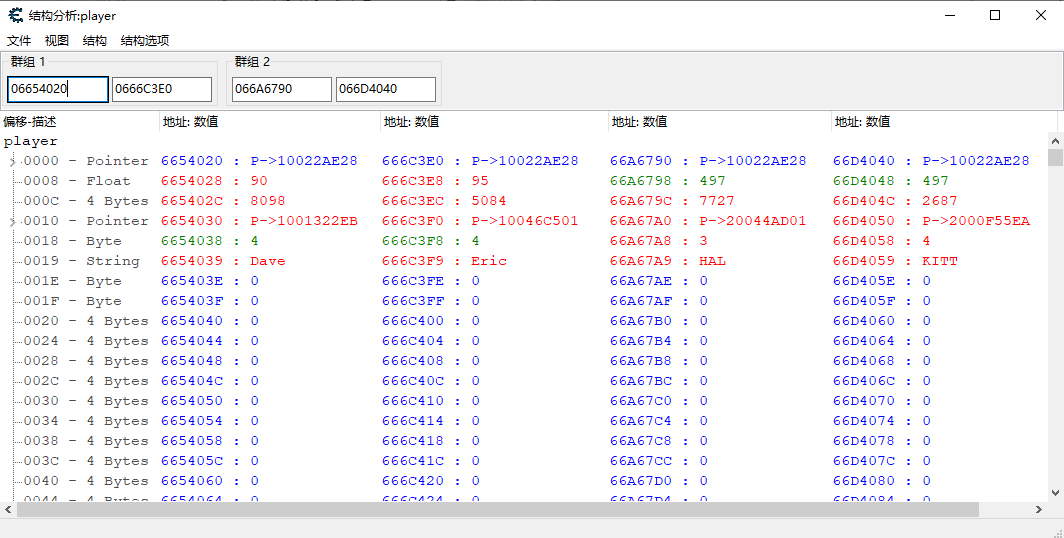 结构分析:player
文件 视图 结构 结构选项
群组 1 群组 2
06654020 0666C3E0 066A6790 066D4040
偏移-描述 地址: 数值 地址: 数值 地址: 数值 地址: 数值
player
0000 - Pointer 6654020 : P->10022AE28 666C3E0 : P->10022AE28 66A6790 : P->10022AE28 66D4040 : P->10022AE28
0008 - Float 6654028 : 90 666C3E8 : 95 66A6798 : 497 66D4048 : 497
000C - 4 Bytes 665402C : 8098 666C3EC : 5084 66A679C : 7727 66D404C : 2687
0010 - Pointer 6654030 : P->1001322EB 666C3F0 : P->10046C501 66A67A0 : P->20044AD01 66D4050 : P->2000F55EA
0018 - Byte 6654038 : 4 666C3F8 : 4 66A67A8 : 3 66D4058 : 4
0019 - String 6654039 : Dave 666C3F9 : Eric 66A67A9 : HAL 66D4059 : KITT
001E - Byte 665403E : 0 666C3FE : 0 66A67AE : 0 66D405E : 0
001F - Byte 665403F : 0 666C3FF : 0 66A67AF : 0 66D405F : 0
0020 - 4 Bytes 6654040 : 0 666C400 : 0 66A67B0 : 0 66D4060 : 0
0024 - 4 Bytes 6654044 : 0 666C404 : 0 66A67B4 : 0 66D4064 : 0
0028 - 4 Bytes 6654048 : 0 666C408 : 0 66A67B8 : 0 66D4068 : 0
002C - 4 Bytes 665404C : 0 666C40C : 0 66A67BC : 0 66D406C : 0
0030 - 4 Bytes 6654050 : 0 666C410 : 0 66A67C0 : 0 66D4070 : 0
0034 - 4 Bytes 6654054 : 0 666C414 : 0 66A67C4 : 0 66D4074 : 0
0038 - 4 Bytes 6654058 : 0 666C418 : 0 66A67C8 : 0 66D4078 : 0
003C - 4 Bytes 665405C : 0 666C41C : 0 66A67CC : 0 66D407C : 0
0040 - 4 Bytes 6654060 : 0 666C420 : 0 66A67D0 : 0 66D4080 : 0
0044 - 4 Bytes 6654064 : 0 666C424 : 0 66A67D4 : 0 66D4084 : 0